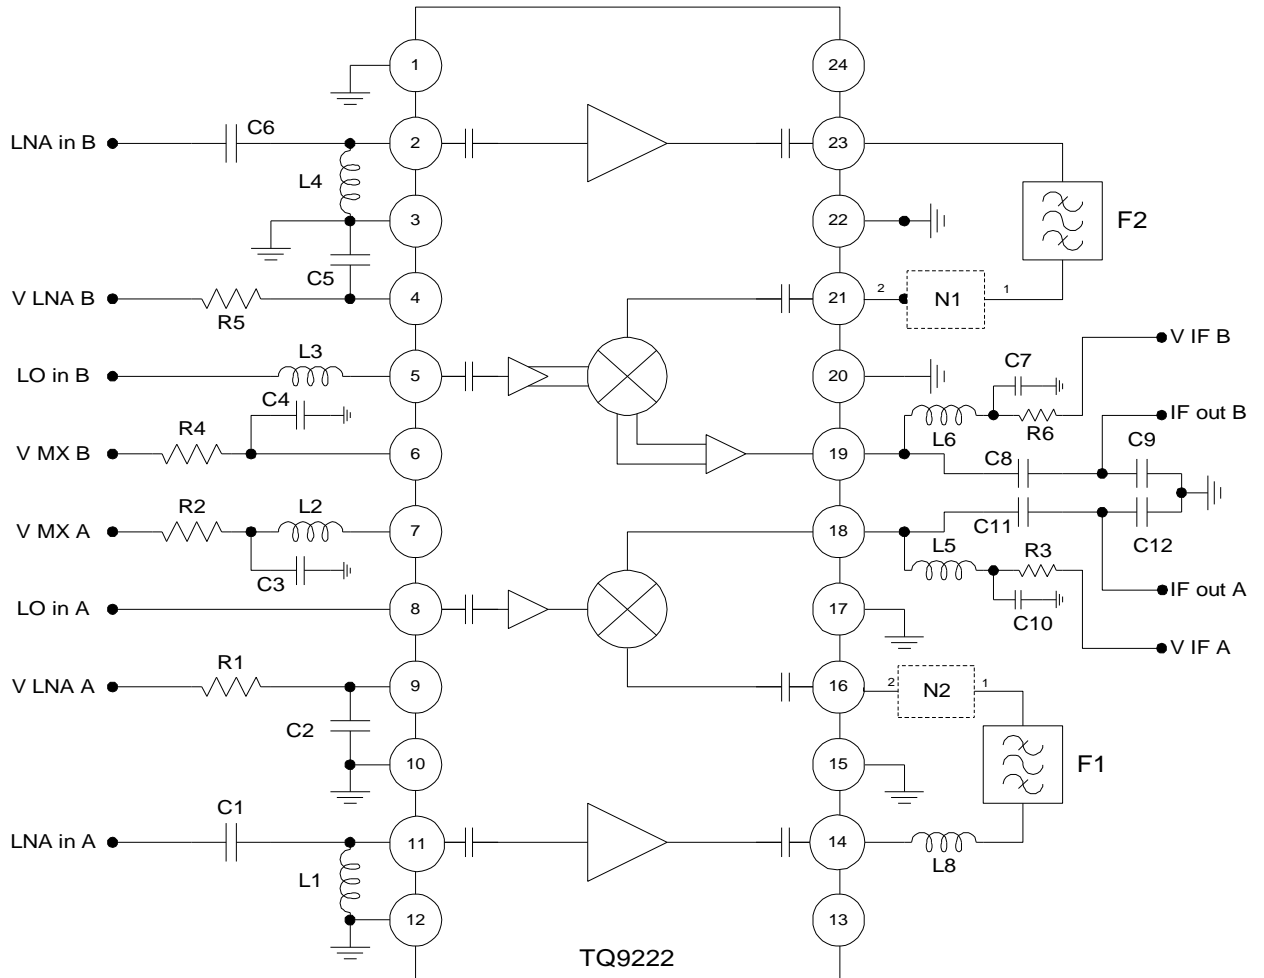 1
24
LNA in B
C6
2
23
L4
F2
3
22
C5
V LNA B
R5
4
21
2
N1
1
V IF B
LO in B
L3
5
20
C7
C4
L6
R6
IF out B
R4
V MX B
6
19
C8
C9
R2
L2
V MX A
7
18
C11
C12
C3
L5
R3
LO in A
8
17
C10
IF out A
R1
V IF A
V LNA A
9
16
2
N2
1
C2
10
15
F1
C1
LNA in A
11
14
L8
L1
12
13
TQ9222